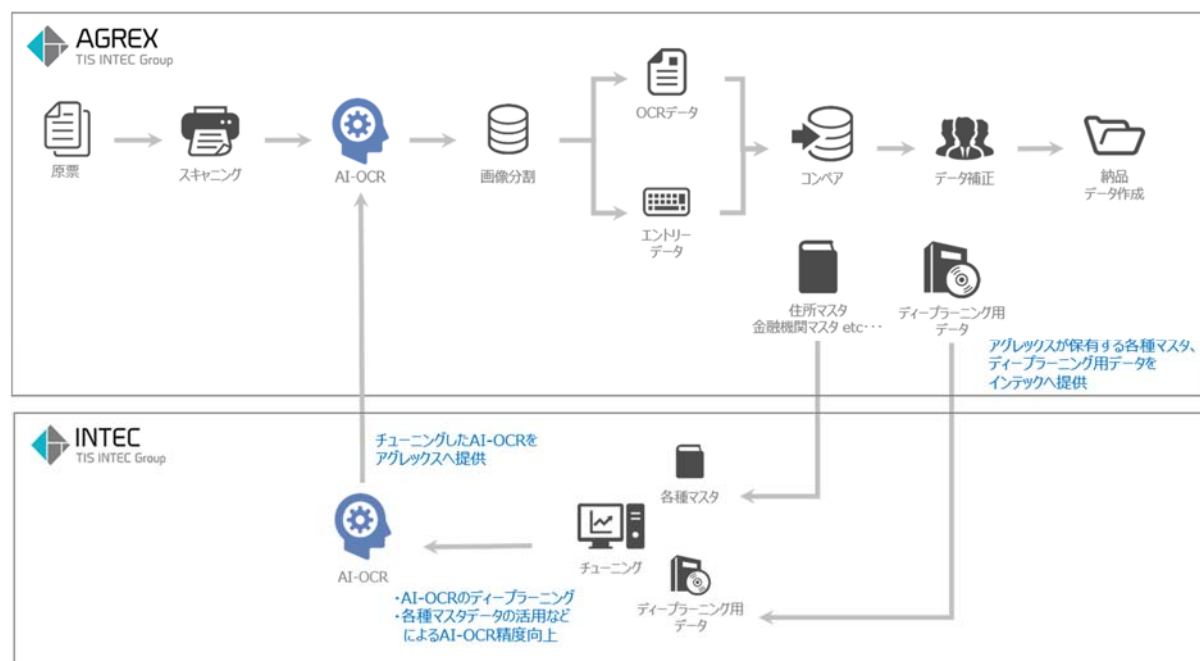 AGREX
TIS INTEC Group
原票
スキャニング
AI-OCR
画像分割
OCRデータ
エントリー
データ
コンペア
データ補正
納品
データ作成
住所マスタ
金融機関マスタ etc・・・
ディープラーニング用
データ
アグレックスが保有する各種マスタ、
ディープラーニング用データを
インテックへ提供
INTEC
TIS INTEC Group
チューニングしたAI-OCRを
アグレックスへ提供
各種マスタ
AI-OCR
チューニング
ディープラーニング用
データ
・AI-OCRのディープラーニング
・各種マスタデータの活用など
によるAI-OCR精度向上